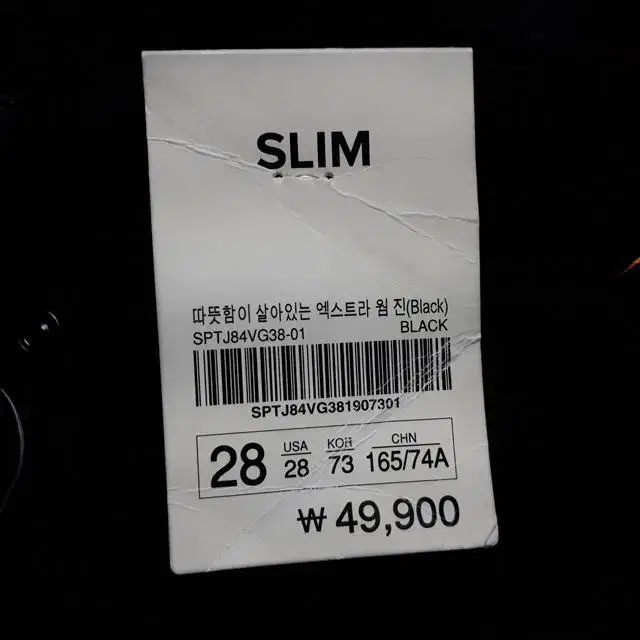 SLIM
따뜻함이 살아있는 엑스트라 웜 진(Black)
SPTJ84VG38-01 BLACK
SPTJ84VG381907301
28 USA 28 KOR 73 CHN 165/74A
₩ 49,900